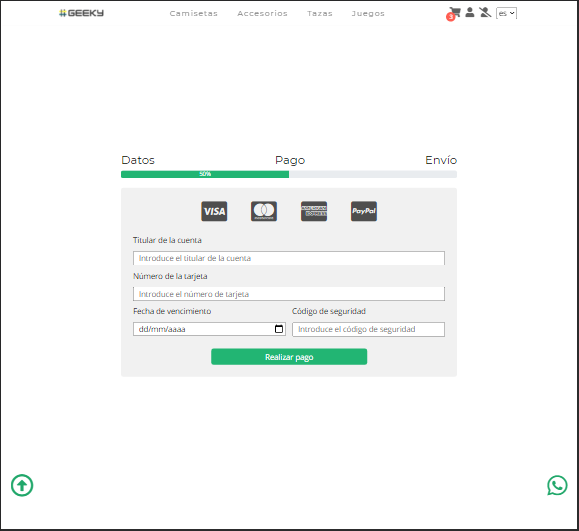 #GEEKY
Camisetas Accesorios Tazas Juegos
3
es
Datos Pago Envío
50%
VISA PayPal
Titular de la cuenta
Introduce el titular de la cuenta
Número de la tarjeta
Introduce el número de tarjeta
Fecha de vencimiento Código de seguridad
dd/mm/aaaa Introduce el código de seguridad
Realizar pago